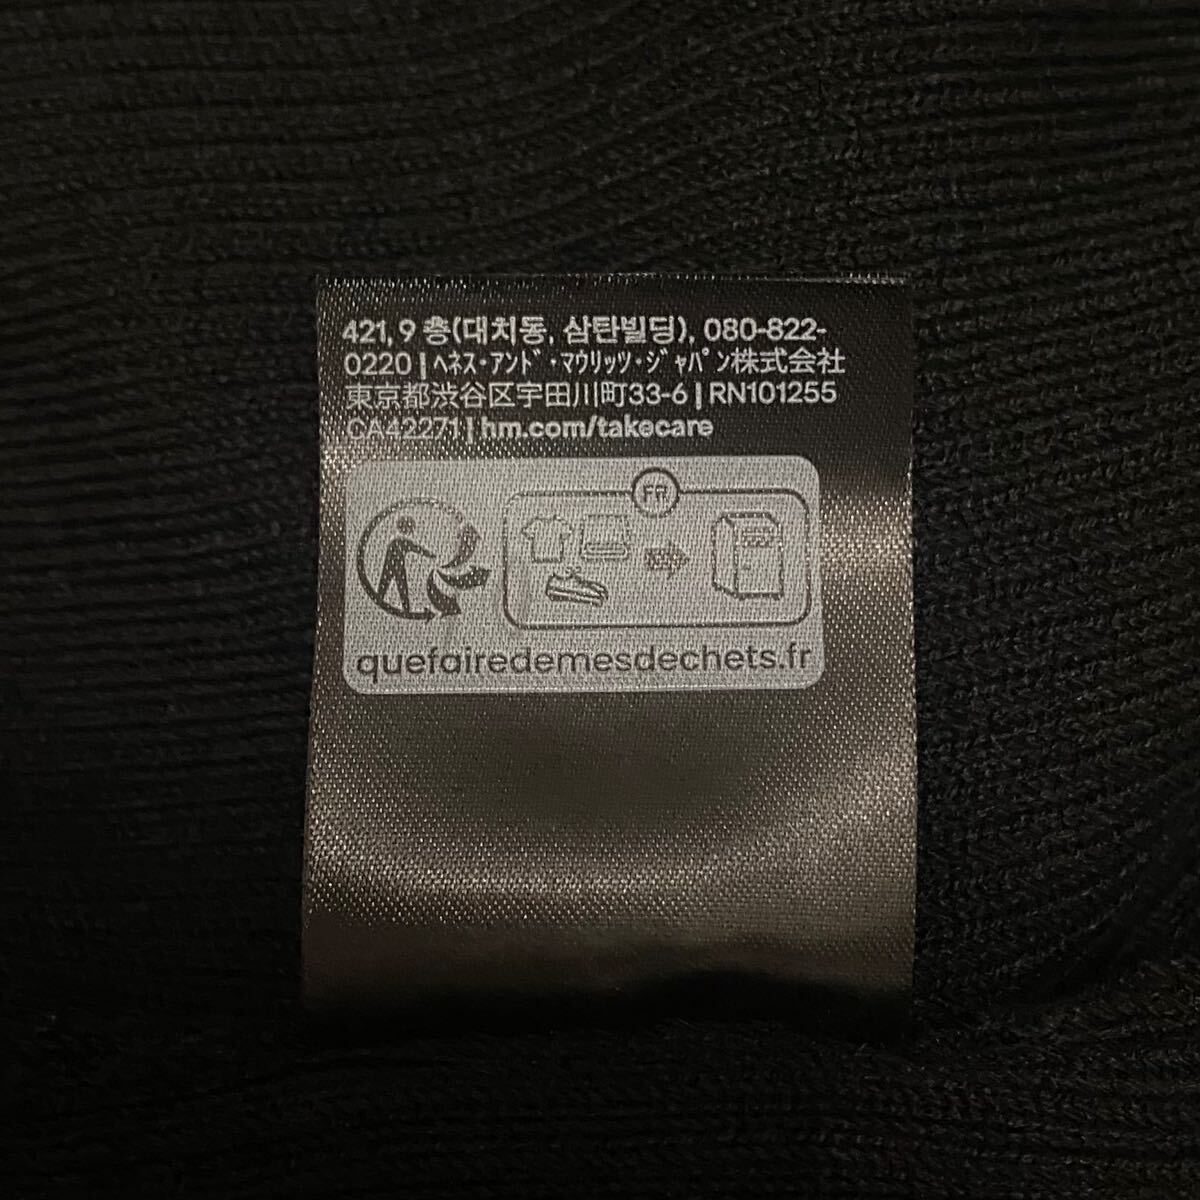 421, 9 층(대치동, 삼탄빌딩), 080-822-
0220 | ﾍﾈｽ･ｱﾝﾄﾞ･ﾏｳﾘｯﾂ･ｼﾞｬﾊﾟﾝ株式会社
東京都渋谷区宇田川町33-6 | RN101255
CA42271 | hm.com/takecare
FR
quefairedemesdechets.fr